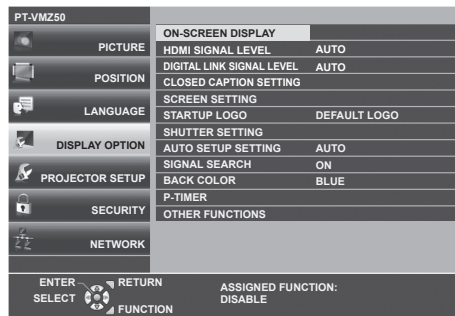 PT-VMZ50
PICTURE
POSITION
LANGUAGE
DISPLAY OPTION
PROJECTOR SETUP
SECURITY
NETWORK
ON-SCREEN DISPLAY
HDMI SIGNAL LEVEL AUTO
DIGITAL LINK SIGNAL LEVEL AUTO
CLOSED CAPTION SETTING
SCREEN SETTING
STARTUP LOGO DEFAULT LOGO
SHUTTER SETTING
AUTO SETUP SETTING AUTO
SIGNAL SEARCH ON
BACK COLOR BLUE
P-TIMER
OTHER FUNCTIONS
ENTER RETURN
SELECT
FUNCTION
ASSIGNED FUNCTION:
DISABLE